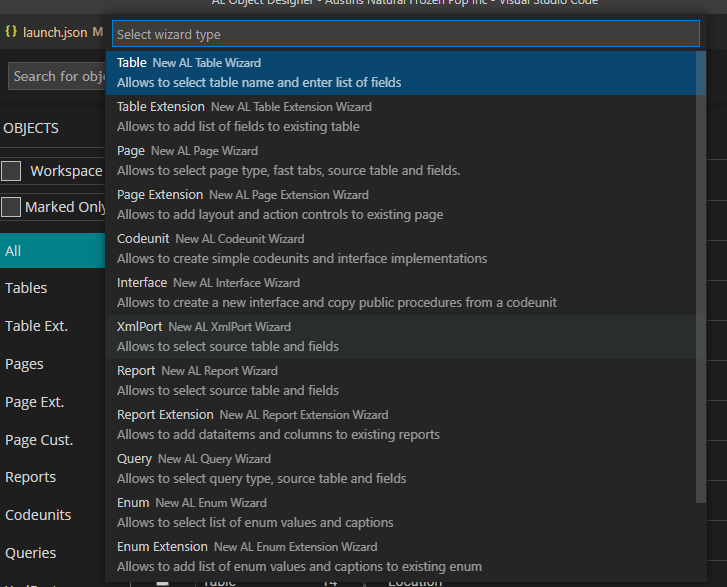 AL Object Designer - Austins Natural Frozen Pop Inc - Visual Studio Code
{} launch.json M
Select wizard type
Table New AL Table Wizard
Allows to select table name and enter list of fields
Search for obje
Table Extension New AL Table Extension Wizard
Allows to add list of fields to existing table
OBJECTS
Page New AL Page Wizard
Allows to select page type, fast tabs, source table and fields.
Workspace
Page Extension New AL Page Extension Wizard
Allows to add layout and action controls to existing page
Marked Only
Codeunit New AL Codeunit Wizard
Allows to create simple codeunits and interface implementations
All
Interface New AL Interface Wizard
Allows to create a new interface and copy public procedures from a codeunit
Tables
XmlPort New AL XmlPort Wizard
Allows to select source table and fields
Table Ext.
Report New AL Report Wizard
Allows to select source table and fields
Pages
Report Extension New AL Report Extension Wizard
Allows to add dataitems and columns to existing reports
Page Ext.
Page Cust.
Query New AL Query Wizard
Allows to select query type, source table and fields
Reports
Enum New AL Enum Wizard
Allows to select list of enum values and captions
Codeunits
Enum Extension New AL Enum Extension Wizard
Allows to add list of enum values and captions to existing enum
Queries
Table 14 Location